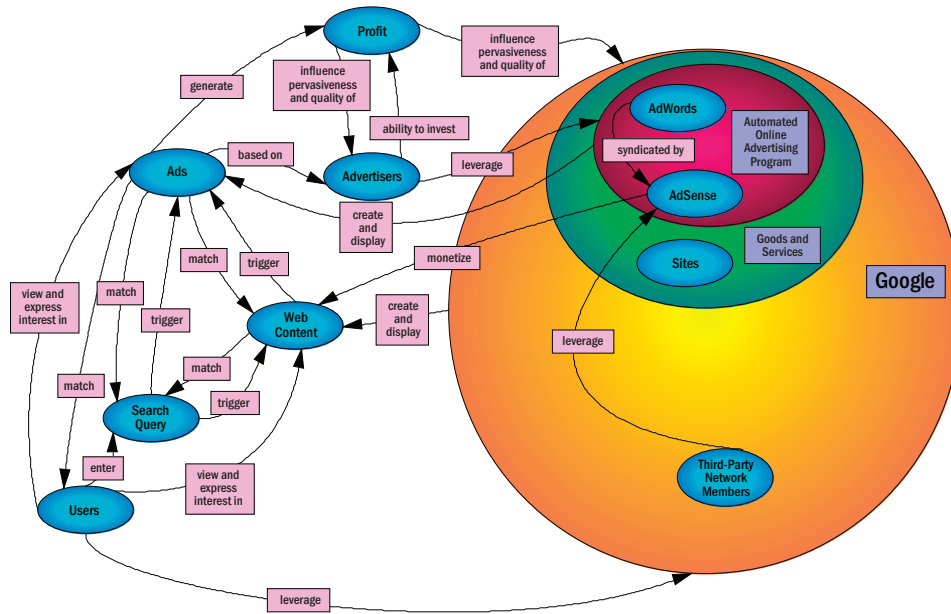 Profit
influence
pervasiveness
and quality of
influence
pervasiveness
and quality of
generate
AdWords
Automated
Online
Advertising
Program
ability to invest
syndicated by
based on
leverage
Ads
Advertisers
AdSense
create
and
display
Goods and
Services
match
trigger
monetize
Sites
Google
view and
express
interest in
match
trigger
Web
Content
create
and
display
leverage
match
match
trigger
Search
Query
enter
view and
express
interest in
Third-Party
Network
Members
Users
leverage